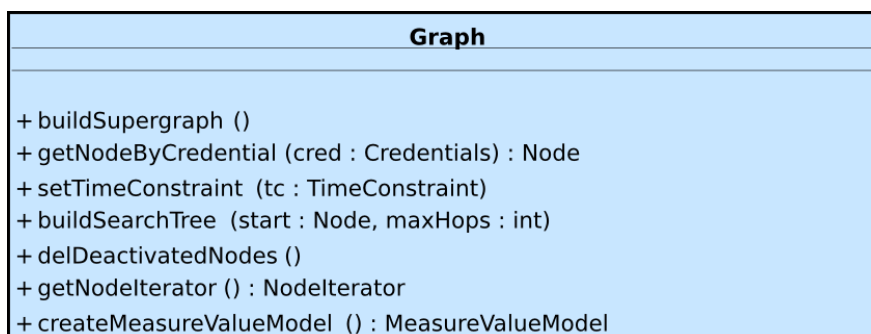 Graph
+ buildSupergraph ()
+ getNodeByCredential (cred : Credentials) : Node
+ setTimeConstraint (tc : TimeConstraint)
+ buildSearchTree (start : Node, maxHops : int)
+ delDeactivatedNodes ()
+ getNodeIterator () : NodeIterator
+ createMeasureValueModel () : MeasureValueModel